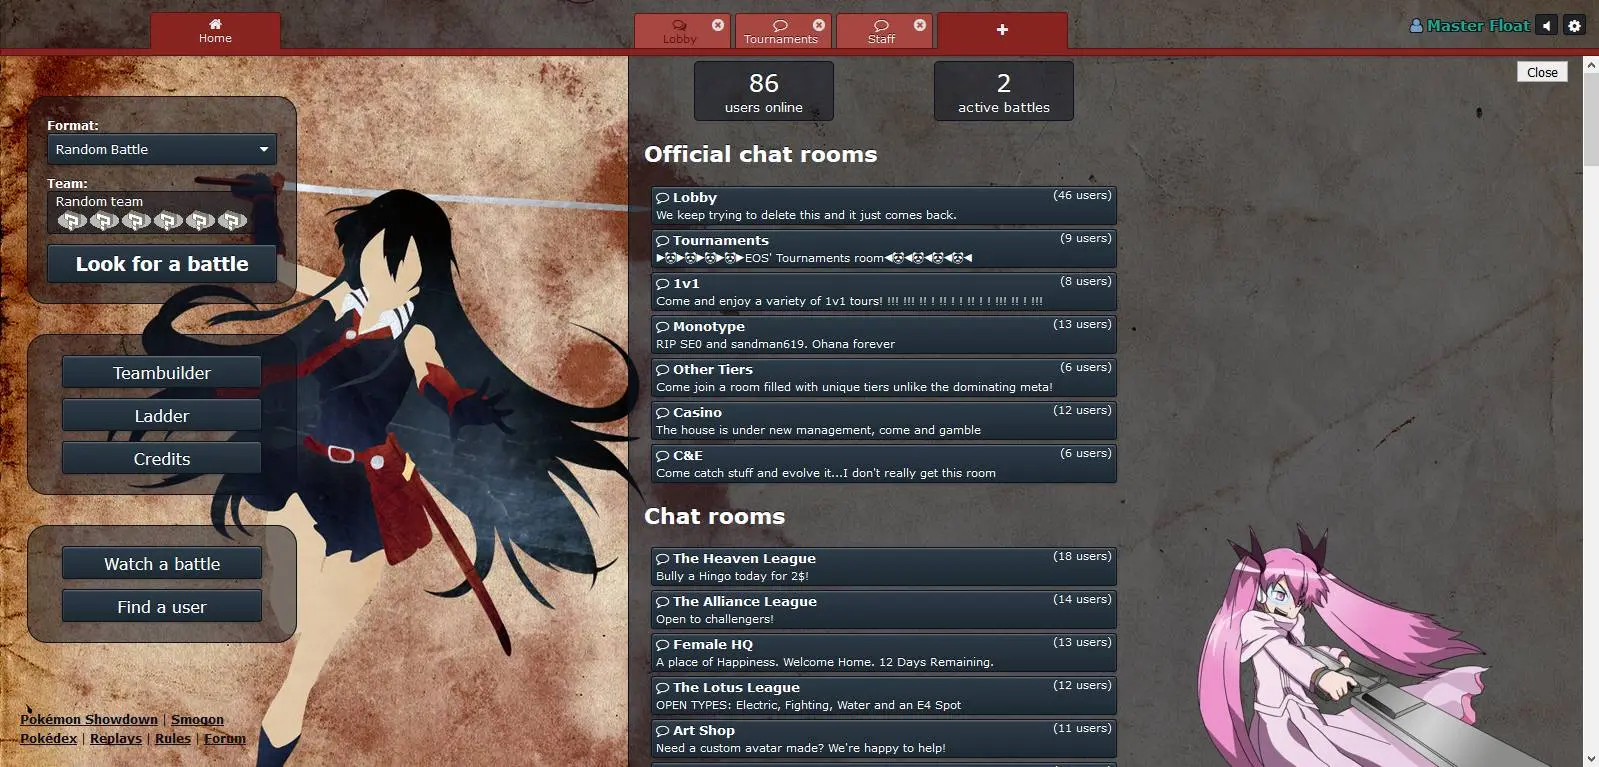 Home
Lobby
Tournaments
Staff
Master Float
Format:
Random Battle
Team:
Random team
Look for a battle
Teambuilder
Ladder
Credits
Watch a battle
Find a user
Pokémon Showdown | Smogon
Pokédex | Replays | Rules | Forum
86
users online
2
active battles
Close
Official chat rooms
Lobby (46 users)
We keep trying to delete this and it just comes back.
Tournaments (9 users)
EOS' Tournaments room
1v1 (8 users)
Come and enjoy a variety of 1v1 tours! !!! !!! !! ! !! ! ! !! ! ! !!! !! ! !!!
Monotype (13 users)
RIP SE0 and sandman619. Ohana forever
Other Tiers (6 users)
Come join a room filled with unique tiers unlike the dominating meta!
Casino (12 users)
The house is under new management, come and gamble
C&E (6 users)
Come catch stuff and evolve it...I don't really get this room
Chat rooms
The Heaven League (18 users)
Bully a Hingo today for 2$!
The Alliance League (14 users)
Open to challengers!
Female HQ (13 users)
A place of Happiness. Welcome Home. 12 Days Remaining.
The Lotus League (12 users)
OPEN TYPES: Electric, Fighting, Water and an E4 Spot
Art Shop (11 users)
Need a custom avatar made? We're happy to help!